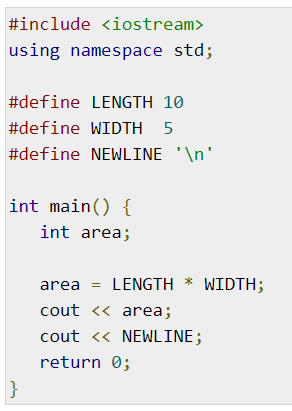 #include <iostream>
using namespace std;
#define LENGTH 10
#define WIDTH  5
#define NEWLINE '\n'
int main() {
   int area;
   area = LENGTH * WIDTH;
   cout << area;
   cout << NEWLINE;
   return 0;
}